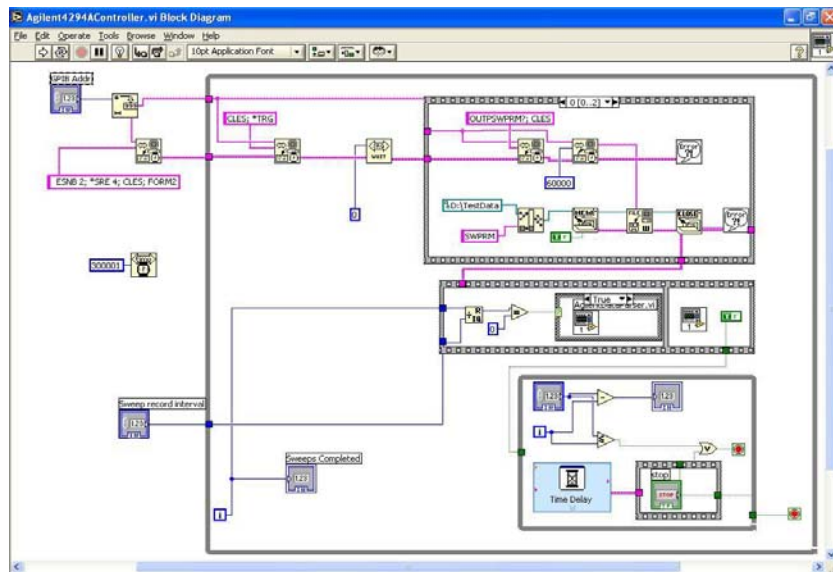 Agilent4294AController.vi Block Diagram
File Edit Operate Tools Browse Window Help
10pt Application Font
GPIB Addr
0 [0..2]
CLES; *TRG
OUTPSWPRM?; CLES
WAIT
ESNB 2; *SRE 4; CLES; FORM2
60000
0
D:\TestData
SWPRM
300001
True
0
Sweep record interval
Sweeps Completed
stop
STOP
Time Delay
i
i